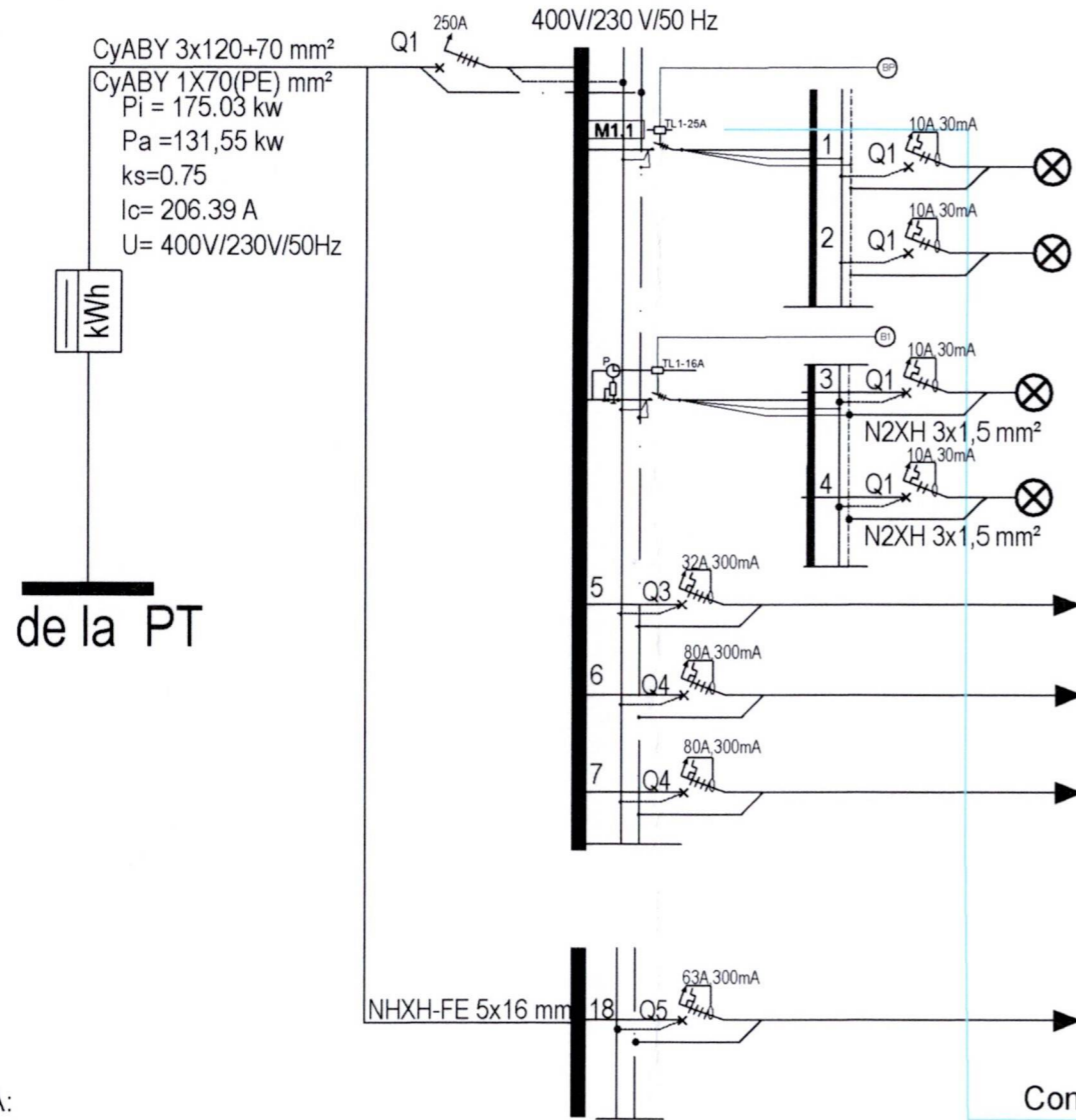 400V/230 V/50 Hz
250A
Q1
CyABY 3x120+70 mm²
CyABY 1X70(PE) mm²
Pi = 175.03 kw
Pa =131,55 kw
ks=0.75
Ic= 206.39 A
U= 400V/230V/50Hz
kWh
de la PT
BP
M1.1
TL1-25A
1
Q1
10A,30mA
2
Q1
10A,30mA
B1
P
TL1-16A
3
Q1
10A,30mA
N2XH 3x1,5 mm²
4
Q1
10A,30mA
N2XH 3x1,5 mm²
5
Q3
32A,300mA
6
Q4
80A,300mA
7
Q4
80A,300mA
NHXH-FE 5x16 mm
18
Q5
63A,300mA
A:
Con